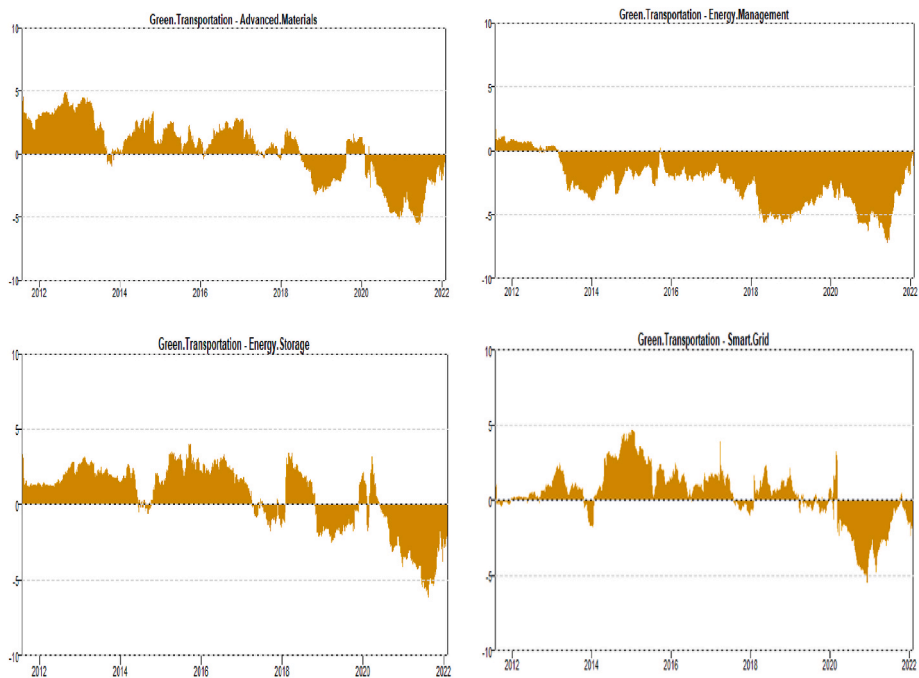 Green.Transportation - Advanced.Materials
10
5
0
-5
-10
2012 2014 2016 2018 2020 2022
Green.Transportation - Energy.Management
10
5
0
-5
-10
2012 2014 2016 2018 2020 2022
Green.Transportation - Energy.Storage
10
5
0
-5
-10
2012 2014 2016 2018 2020 2022
Green.Transportation - Smart.Grid
10
5
0
-5
-10
2012 2014 2016 2018 2020 2022